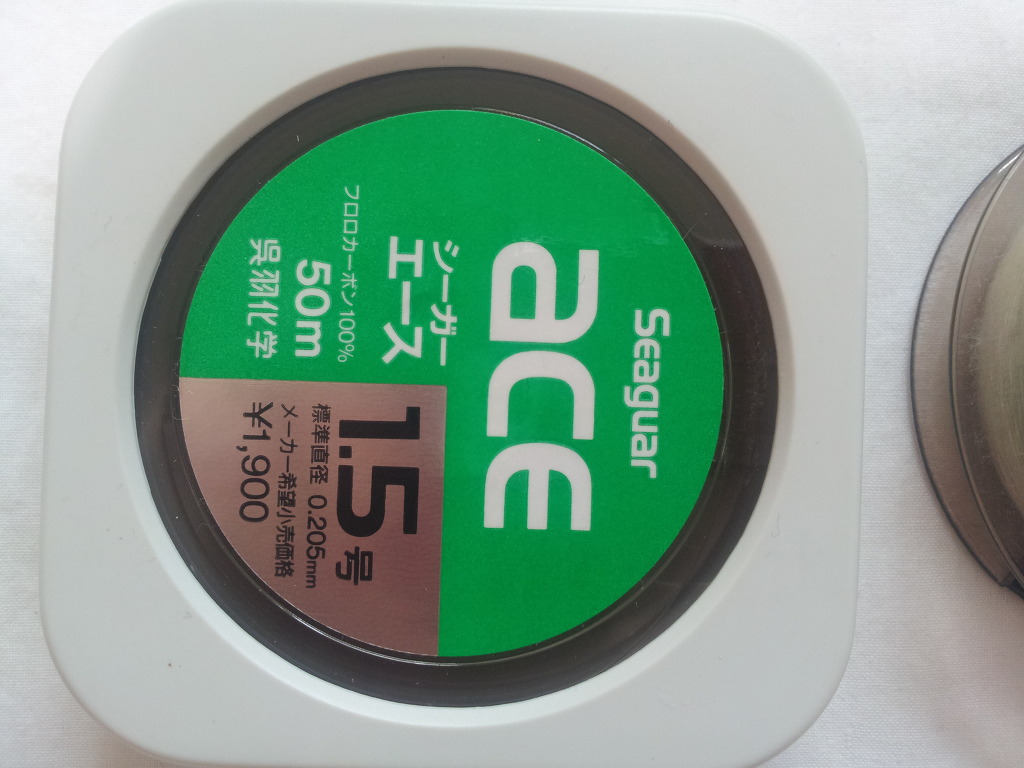 Seaguar
ace
シーガー
エース
フロロカーボン100%
50m
呉羽化学
1.5号
標準直径 0.205mm
メーカー希望小売価格
¥1,900